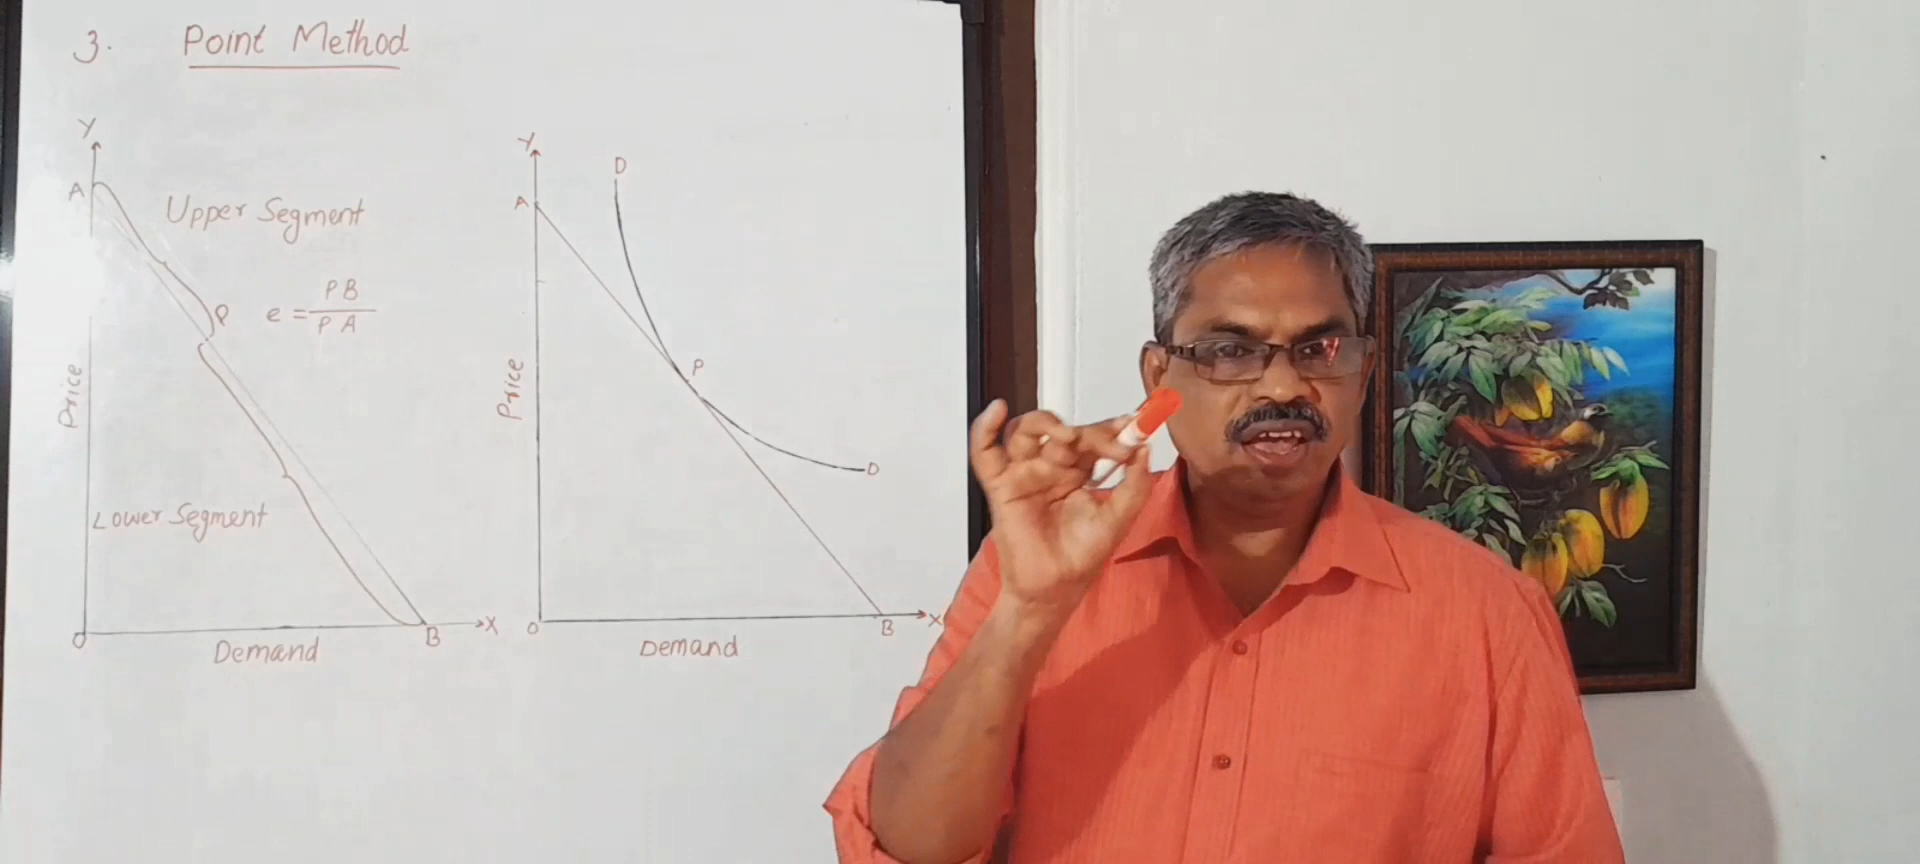 3. Point Method
Y
A
Upper Segment
P
e = PB
PA
Price
Lower Segment
O
B
X
Demand
Y
D
A
P
Price
D
O
B
X
Demand